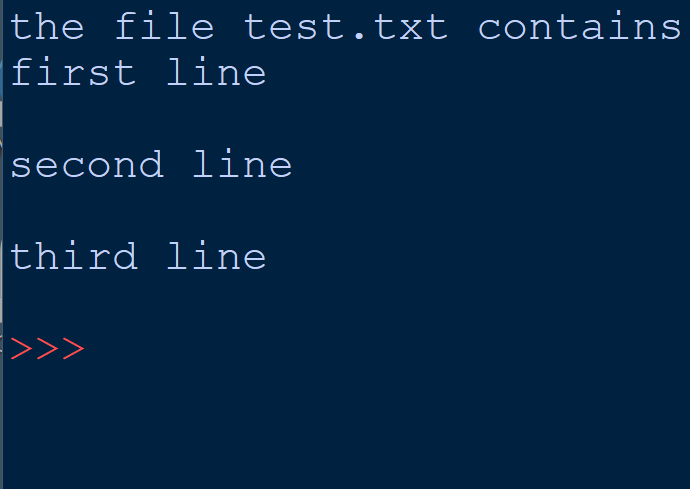 the file test.txt contains
first line
second line
third line
>>>